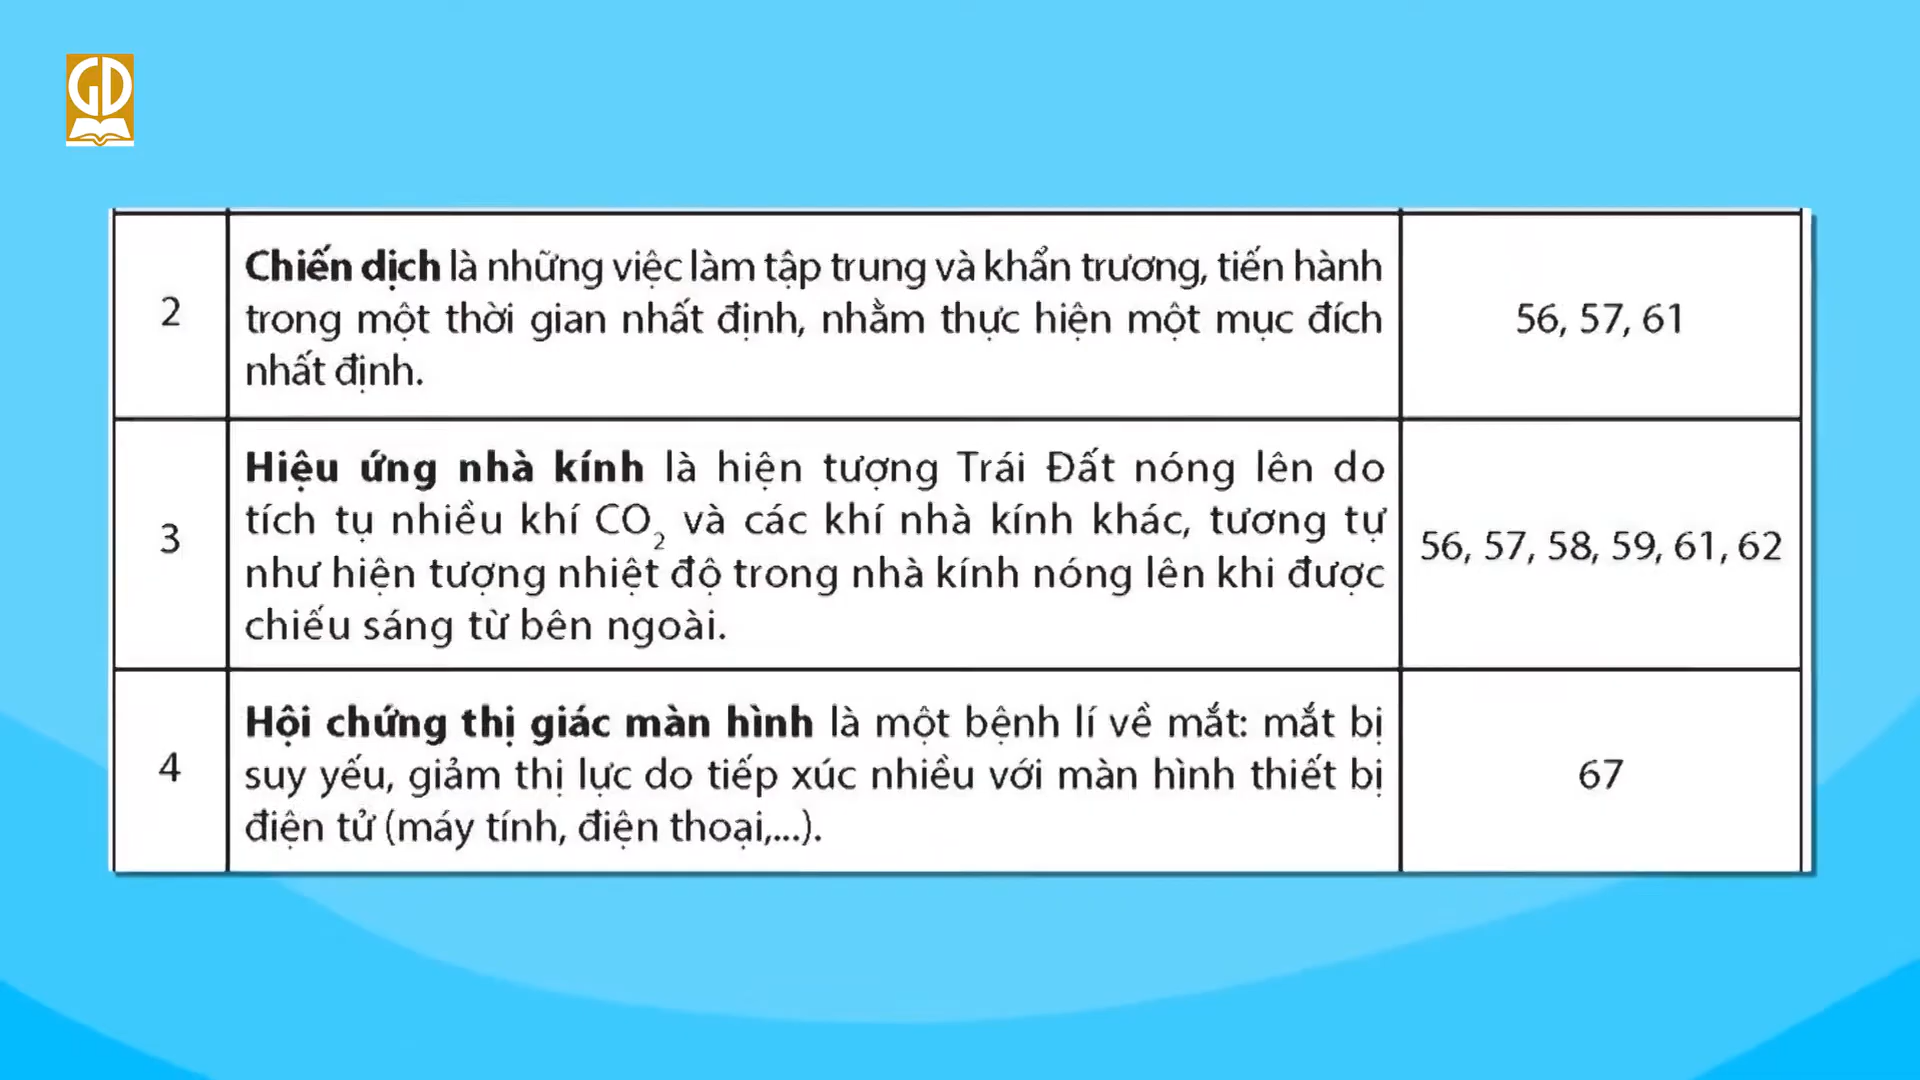 GD
2
Chiến dịch là những việc làm tập trung và khẩn trương, tiến hành
trong một thời gian nhất định, nhằm thực hiện một mục đích
nhất định.
56, 57, 61
3
Hiệu ứng nhà kính là hiện tượng Trái Đất nóng lên do
tích tụ nhiều khí CO₂ và các khí nhà kính khác, tương tự
như hiện tượng nhiệt độ trong nhà kính nóng lên khi được
chiếu sáng từ bên ngoài.
56, 57, 58, 59, 61, 62
4
Hội chứng thị giác màn hình là một bệnh lí về mắt: mắt bị
suy yếu, giảm thị lực do tiếp xúc nhiều với màn hình thiết bị
điện tử (máy tính, điện thoại,...).
67